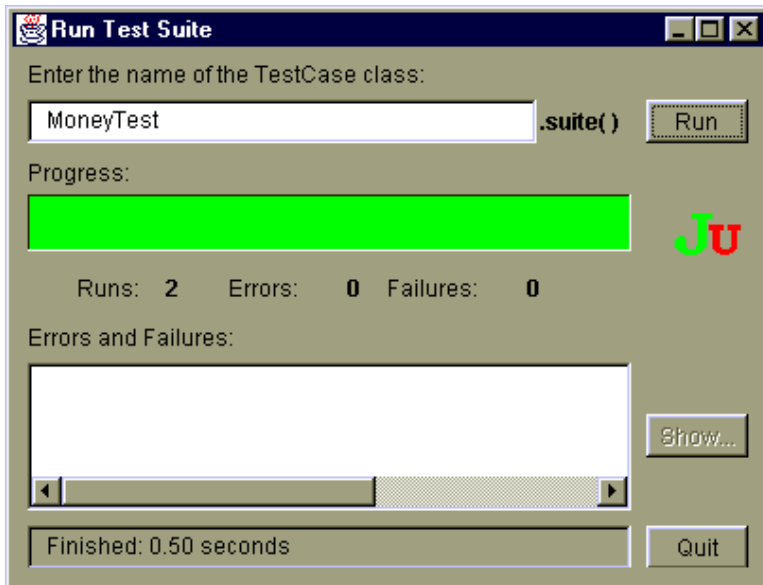 Run Test Suite
Enter the name of the TestCase class:
MoneyTest .suite( ) Run
Progress:
JU
Runs: 2 Errors: 0 Failures: 0
Errors and Failures:
Show...
Finished: 0.50 seconds Quit